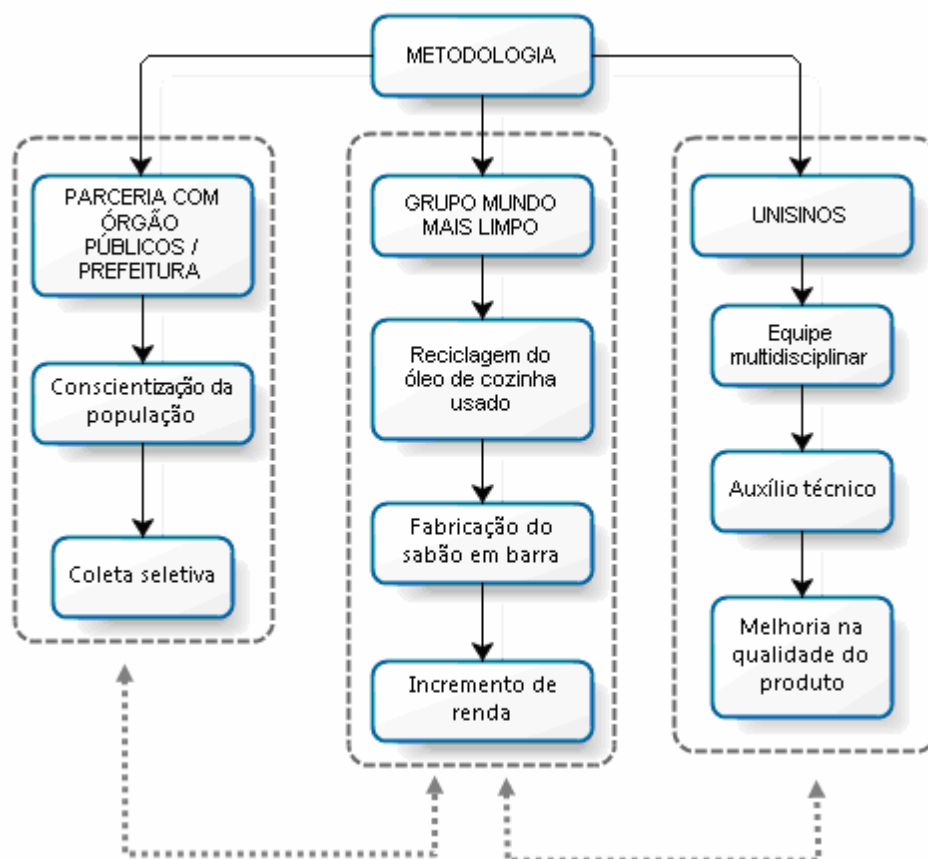 METODOLOGIA
PARCERIA COM
ÓRGÃO
PÚBLICOS /
PREFEITURA
Conscientização da
população
Coleta seletiva
GRUPO MUNDO
MAIS LIMPO
Reciclagem do
óleo de cozinha
usado
Fabricação do
sabão em barra
Incremento de
renda
UNISINOS
Equipe
multidisciplinar
Auxílio técnico
Melhoria na
qualidade do
produto